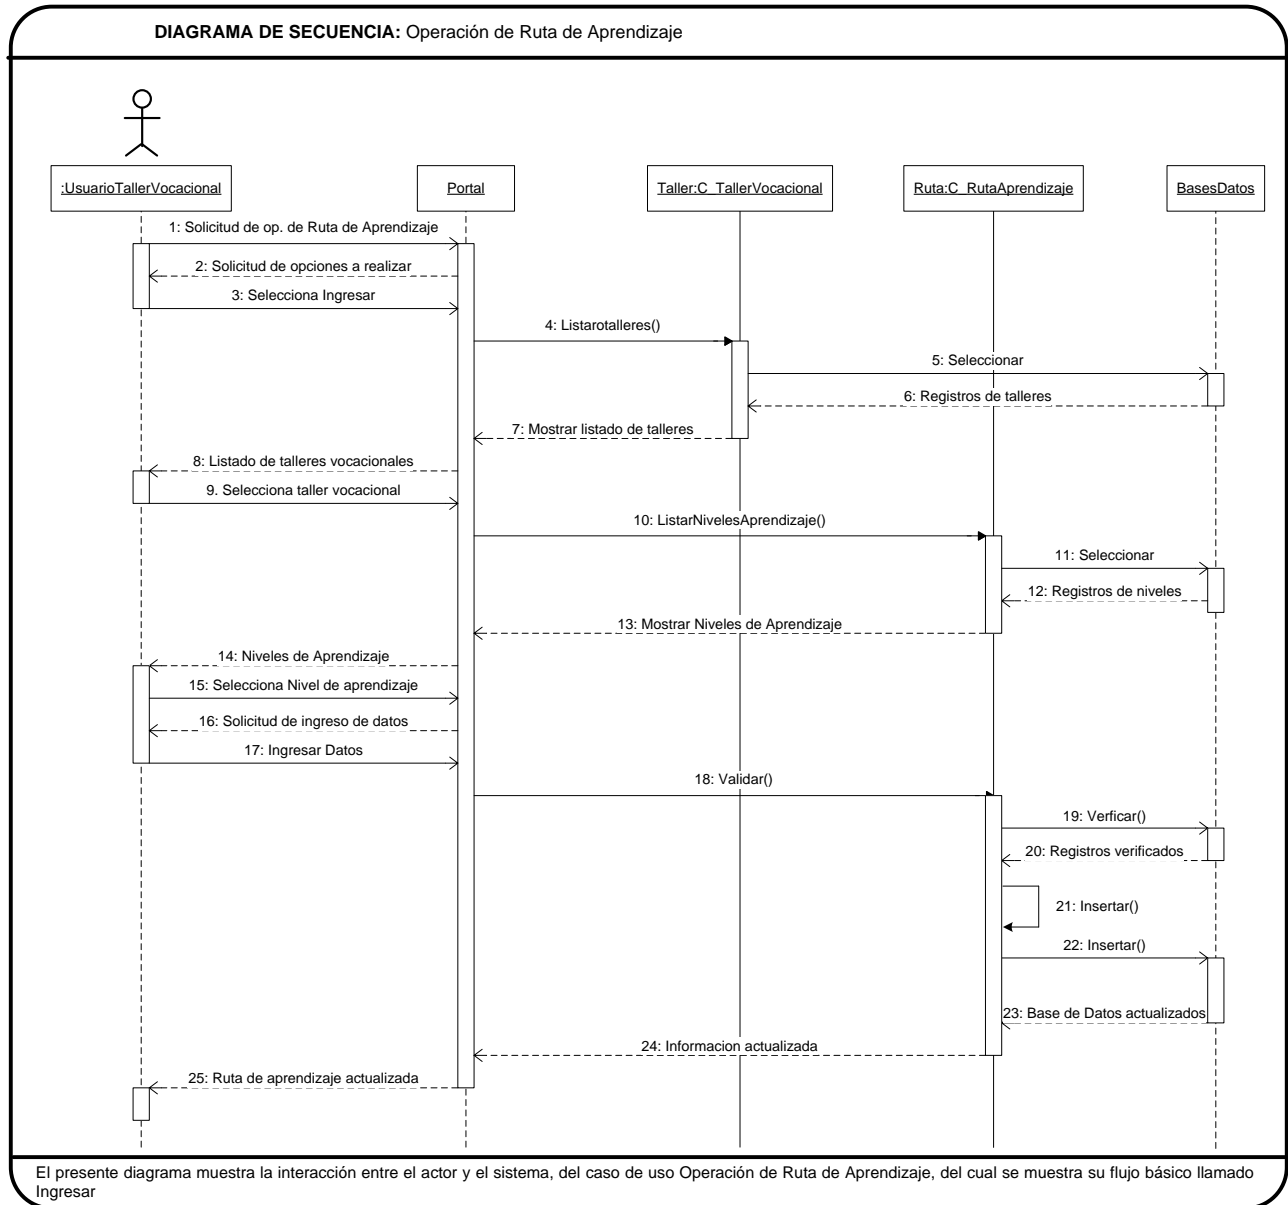 DIAGRAMA DE SECUENCIA: Operación de Ruta de Aprendizaje
:UsuarioTallerVocacional
Portal
Taller:C_TallerVocacional
Ruta:C_RutaAprendizaje
BasesDatos
1: Solicitud de op. de Ruta de Aprendizaje
2: Solicitud de opciones a realizar
3: Selecciona Ingresar
4: Listarotalleres()
5: Seleccionar
6: Registros de talleres
7: Mostrar listado de talleres
8: Listado de talleres vocacionales
9. Selecciona taller vocacional
10: ListarNivelesAprendizaje()
11: Seleccionar
12: Registros de niveles
13: Mostrar Niveles de Aprendizaje
14: Niveles de Aprendizaje
15: Selecciona Nivel de aprendizaje
16: Solicitud de ingreso de datos
17: Ingresar Datos
18: Validar()
19: Verficar()
20: Registros verificados
21: Insertar()
22: Insertar()
23: Base de Datos actualizados
24: Informacion actualizada
25: Ruta de aprendizaje actualizada
El presente diagrama muestra la interacción entre el actor y el sistema, del caso de uso Operación de Ruta de Aprendizaje, del cual se muestra su flujo básico llamado
Ingresar